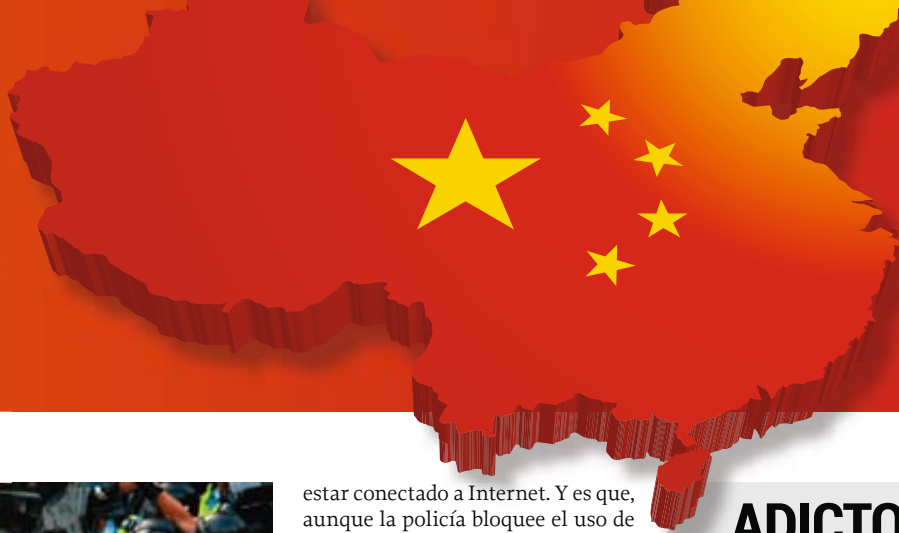 estar conectado a Internet. Y es que,
aunque la policía bloquee el uso de
ADICTO